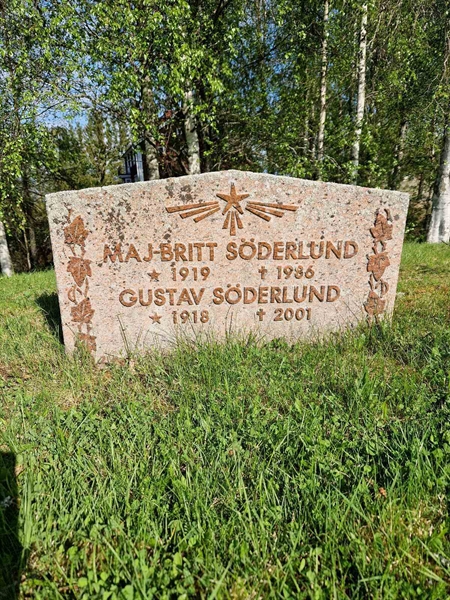 MAJ-BRITT SÖDERLUND
★ 1919 ✝ 1986
GUSTAV SÖDERLUND
★ 1918 ✝ 2001